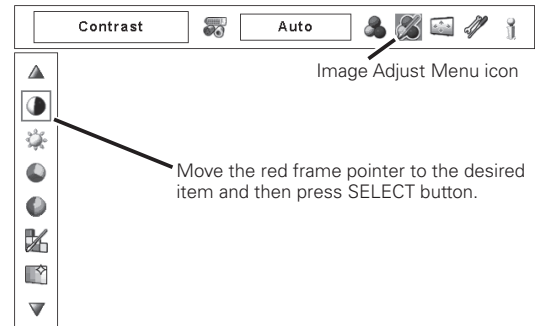 Contrast
Auto
Image Adjust Menu icon
Move the red frame pointer to the desired
item and then press SELECT button.